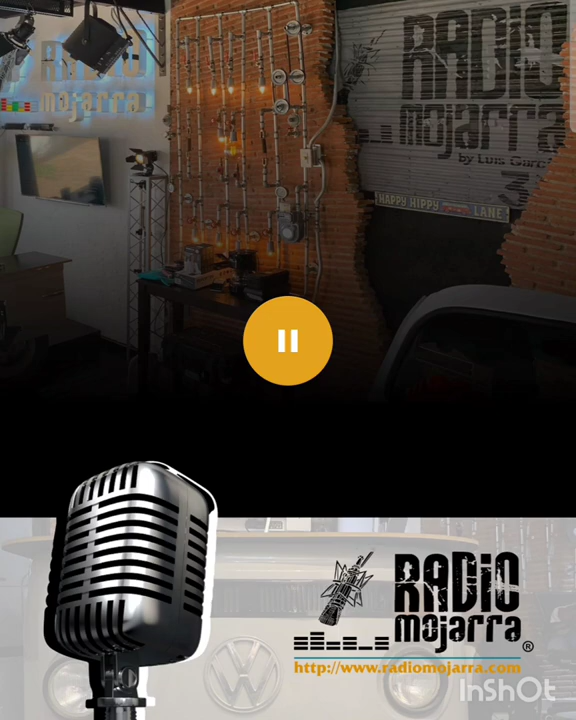 RADIO
mojarra
RADIO
mojarra
by Luis Garc
HAPPY HIPPY LANE
RADIO
mojarra®
http://www.radiomojarra.com
InShOt